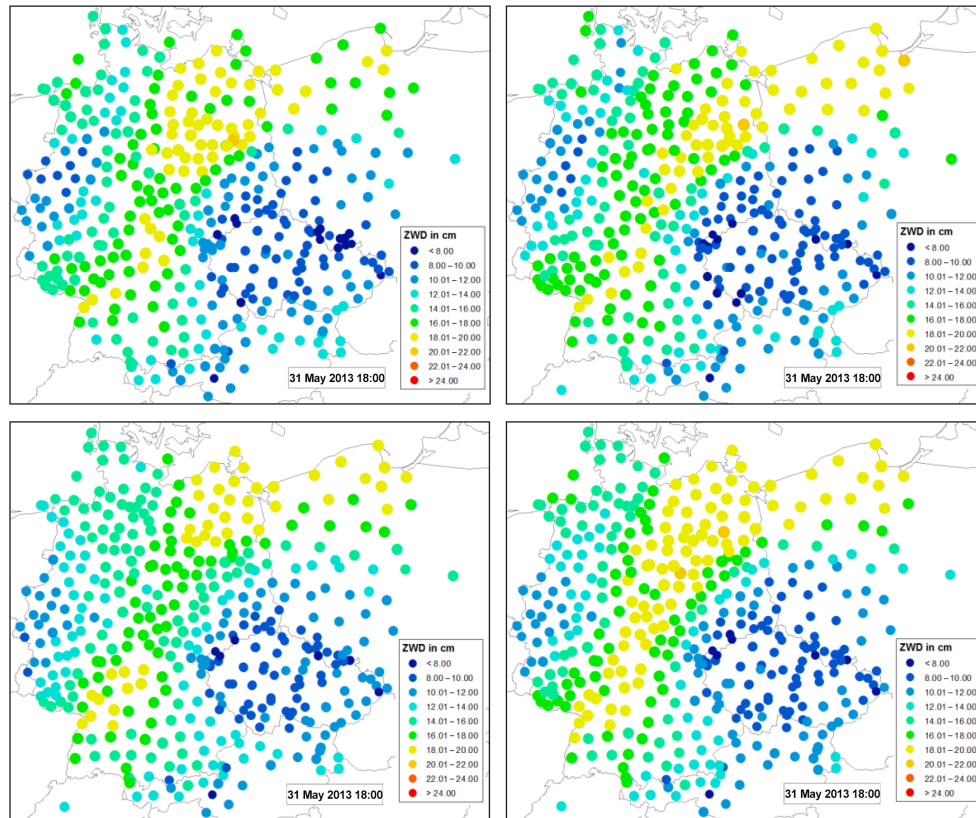 ZWD in cm
< 8.00
8.00 – 10.00
10.01 – 12.00
12.01 – 14.00
14.01 – 16.00
16.01 – 18.00
18.01 – 20.00
20.01 – 22.00
22.01 – 24.00
> 24.00
31 May 2013 18:00
ZWD in cm
< 8.00
8.00 – 10.00
10.01 – 12.00
12.01 – 14.00
14.01 – 16.00
16.01 – 18.00
18.01 – 20.00
20.01 – 22.00
22.01 – 24.00
> 24.00
31 May 2013 18:00
ZWD in cm
< 8.00
8.00 – 10.00
10.01 – 12.00
12.01 – 14.00
14.01 – 16.00
16.01 – 18.00
18.01 – 20.00
20.01 – 22.00
22.01 – 24.00
> 24.00
31 May 2013 18:00
ZWD in cm
< 8.00
8.00 – 10.00
10.01 – 12.00
12.01 – 14.00
14.01 – 16.00
16.01 – 18.00
18.01 – 20.00
20.01 – 22.00
22.01 – 24.00
> 24.00
31 May 2013 18:00